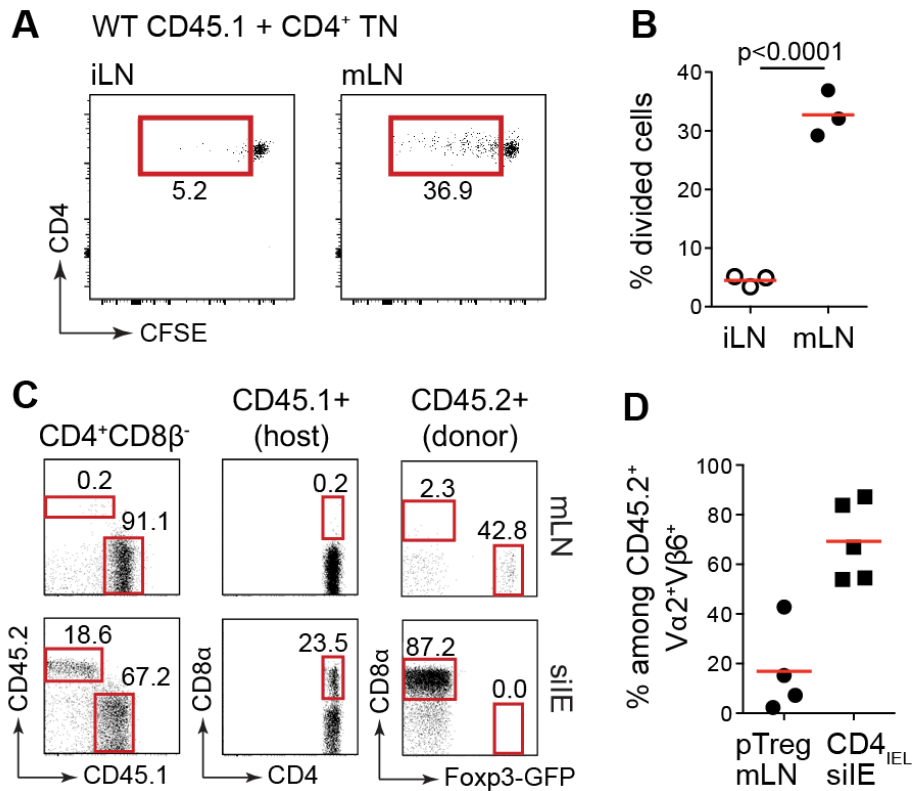 A
WT CD45.1 + CD4⁺ TN
iLN
mLN
5.2
36.9
CD4
CFSE
B
p<0.0001
% divided cells
40
30
20
10
0
iLN
mLN
C
CD4⁺CD8β⁻
CD45.1+
(host)
CD45.2+
(donor)
0.2
91.1
0.2
2.3
42.8
mLN
18.6
67.2
23.5
87.2
0.0
siIE
CD45.2
CD45.1
CD8α
CD4
CD8α
Foxp3-GFP
D
% among CD45.2⁺
Vα2⁺Vβ6⁺
100
80
60
40
20
0
pTreg
mLN
CD4IEL
siIE